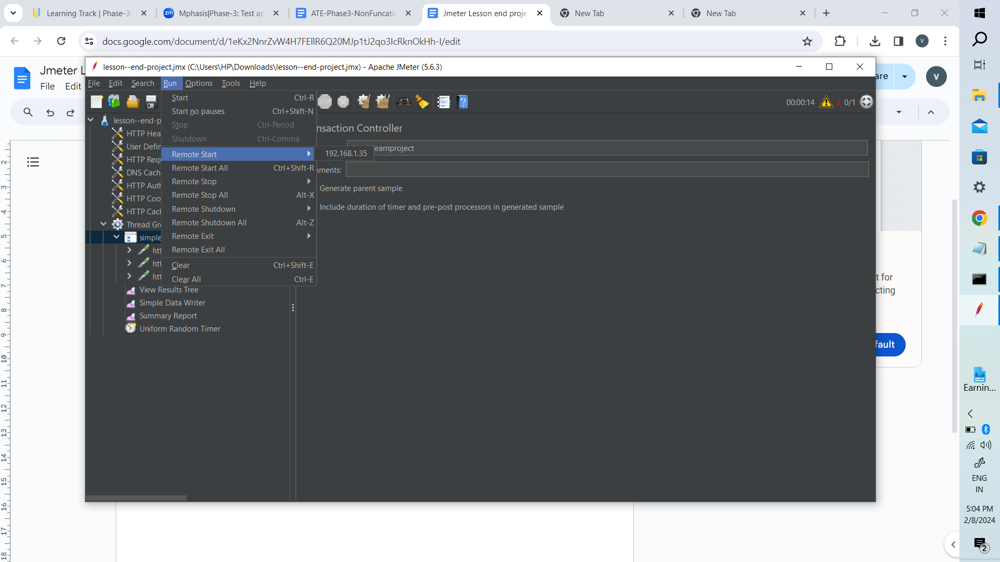 Learning Track | Phase-3:
Mphasis|Phase-3: Test ap
ATE-Phase3-NonFuncatio
Jmeter Lesson end proje
New Tab
New Tab
docs.google.com/document/d/1eKx2NnrZvW4H7FEllR6Q20MJp1tJ2qo3IcRknOkHh-I/edit
V
Jmeter L
File Edit
are
V
lesson--end-project.jmx (C:\Users\HP\Downloads\lesson--end-project.jmx) - Apache JMeter (5.6.3)
File Edit Search Run Options Tools Help
00:00:14 3 0/1
Start Ctrl-R
Start no pauses Ctrl+Shift-N
Stop Ctrl-Period
Shutdown Ctrl-Comma
Remote Start
192.168.1.35
Remote Start All Ctrl+Shift-R
Remote Stop
Remote Stop All Alt-X
Remote Shutdown
Remote Shutdown All Alt-Z
Remote Exit
Remote Exit All
Clear Ctrl+Shift-E
Clear All Ctrl-E
lesson--end-p
HTTP Hea
User Defin
HTTP Req
DNS Cach
HTTP Auth
HTTP Coo
HTTP Cach
Thread Gr
simple
htt
htt
htt
View Results Tree
Simple Data Writer
Summary Report
Uniform Random Timer
nsaction Controller
earnproject
ments:
Generate parent sample
Include duration of timer and pre-post processors in generated sample
t for
cting
fault
2
3
4
5
6
7
8
9
10
11
12
13
14
15
16
17
18
Earnin...
ENG
IN
5:04 PM
2/8/2024
2